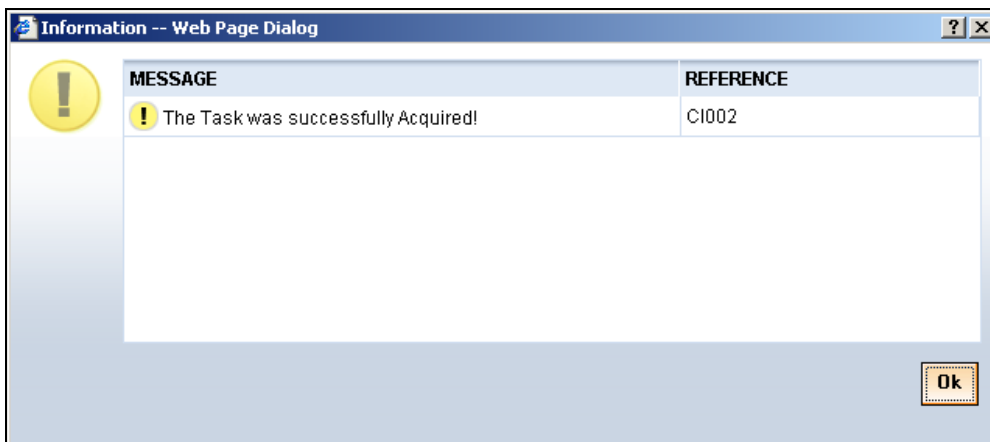 Information -- Web Page Dialog
MESSAGE REFERENCE
The Task was successfully Acquired! CI002
Ok